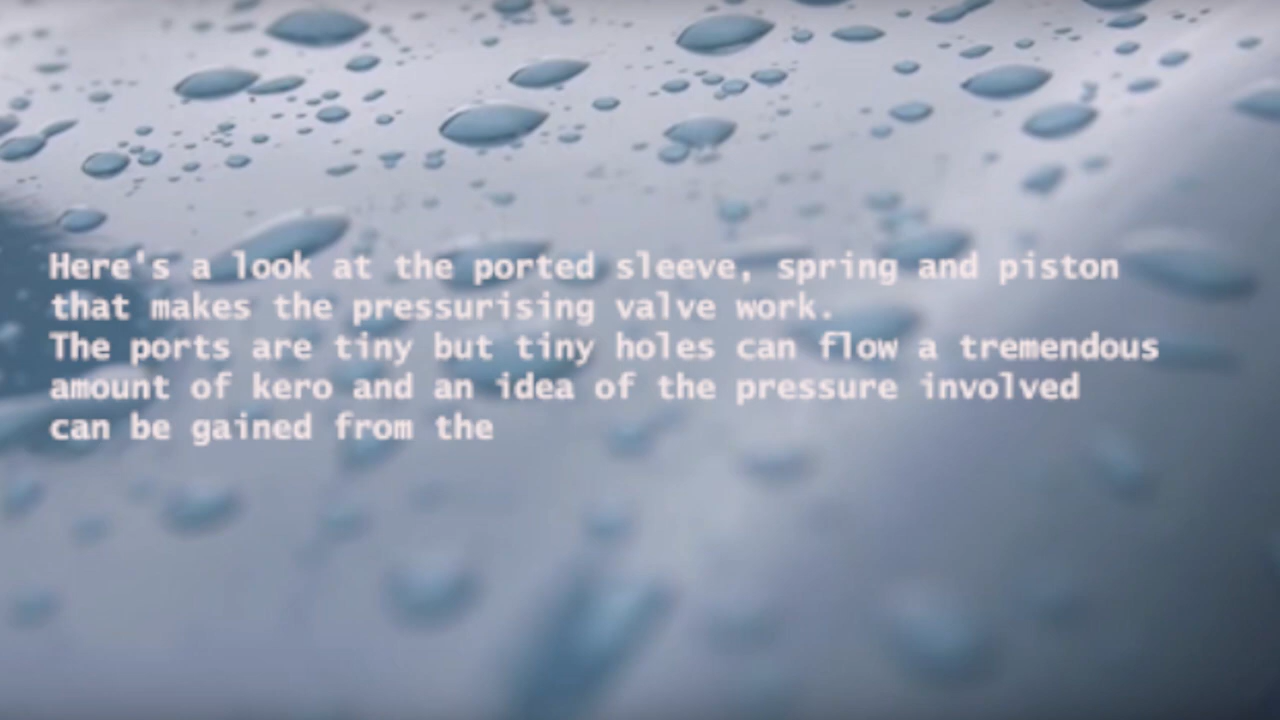 Here's a look at the ported sleeve, spring and piston
that makes the pressurising valve work.
The ports are tiny but tiny holes can flow a tremendous
amount of kero and an idea of the pressure involved
can be gained from the